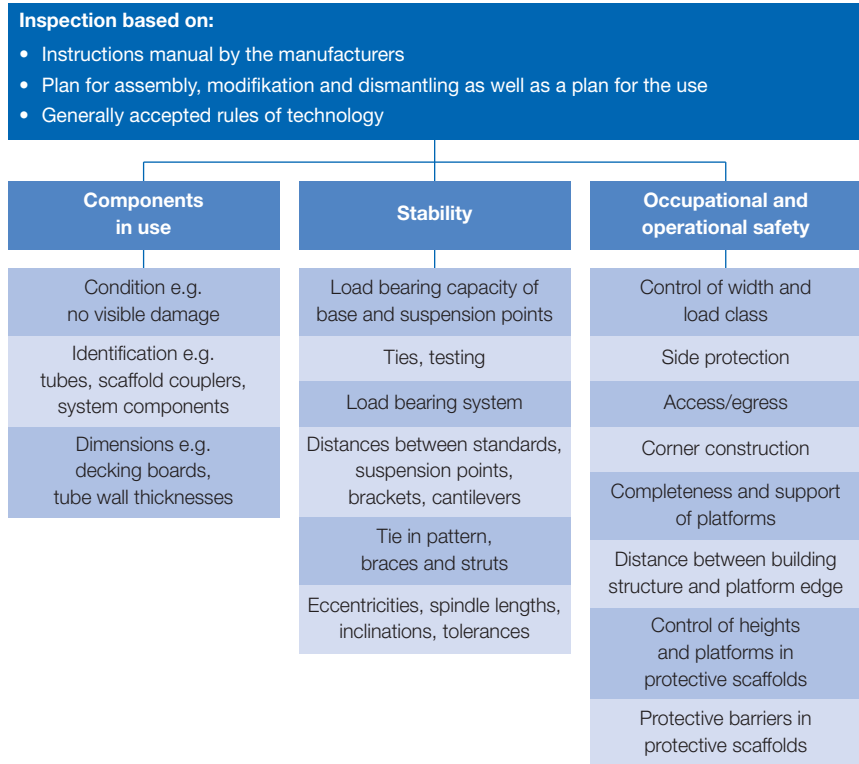 Inspection based on:
• Instructions manual by the manufacturers
• Plan for assembly, modifikation and dismantling as well as a plan for the use
• Generally accepted rules of technology
Components
in use
Condition e.g.
no visible damage
Identification e.g.
tubes, scaffold couplers,
system components
Dimensions e.g.
decking boards,
tube wall thicknesses
Stability
Load bearing capacity of
base and suspension points
Ties, testing
Load bearing system
Distances between standards,
suspension points,
brackets, cantilevers
Tie in pattern,
braces and struts
Eccentricities, spindle lengths,
inclinations, tolerances
Occupational and
operational safety
Control of width and
load class
Side protection
Access/egress
Corner construction
Completeness and support
of platforms
Distance between building
structure and platform edge
Control of heights
and platforms in
protective scaffolds
Protective barriers in
protective scaffolds